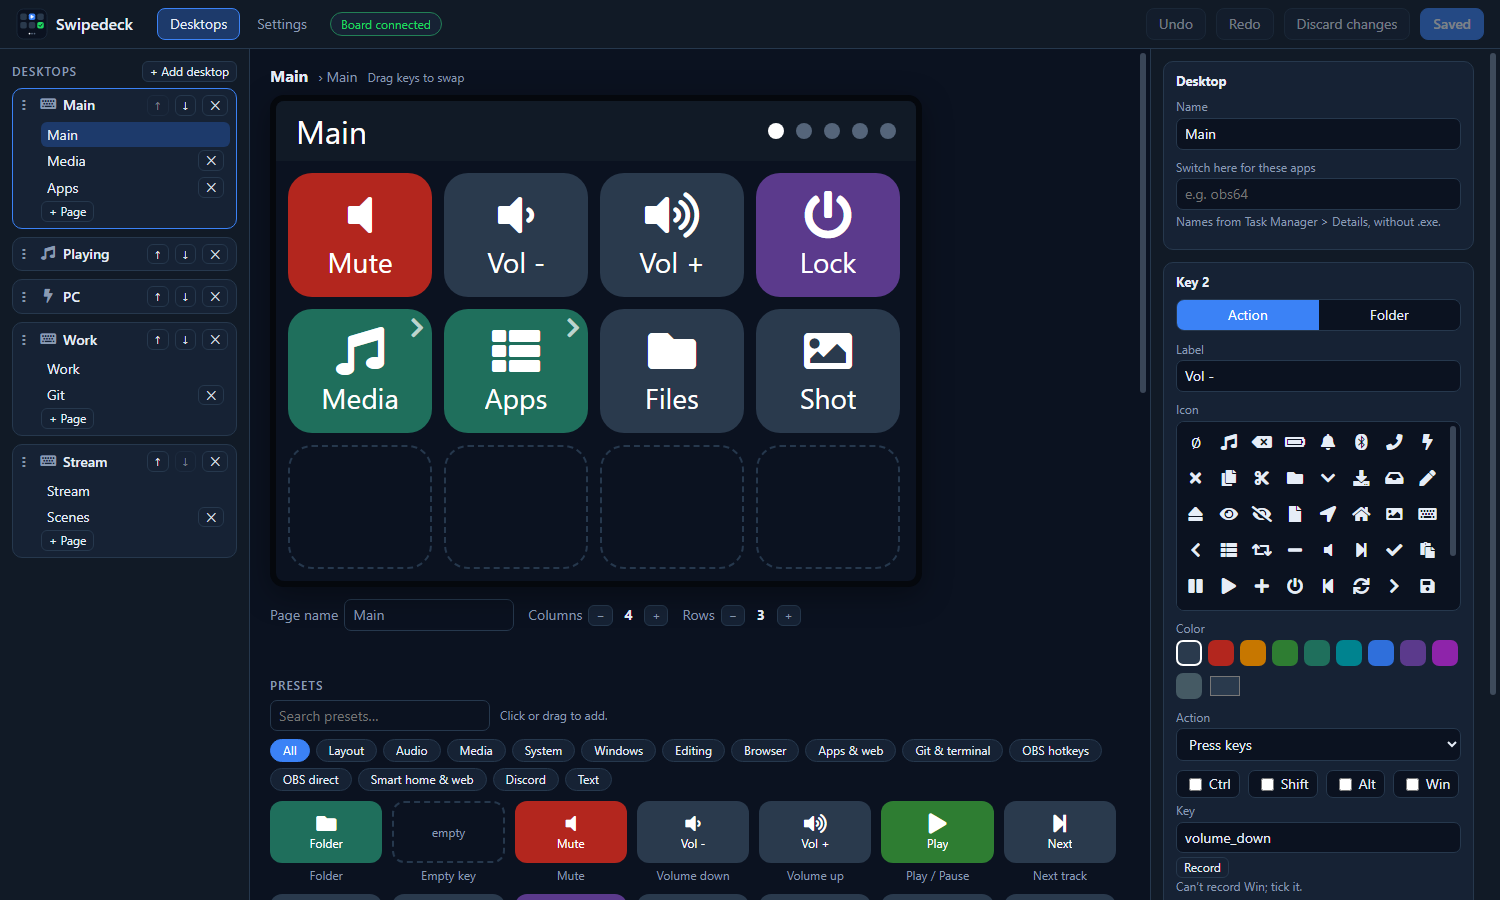 Swipedeck
Desktops
Settings
Board connected
Undo
Redo
Discard changes
Saved
DESKTOPS
+ Add desktop
Main
Main
Media
Apps
+ Page
Playing
PC
Work
Work
Git
+ Page
Stream
Stream
Scenes
+ Page
Main › Main Drag keys to swap
Main
Mute
Vol -
Vol +
Lock
Media
Apps
Files
Shot
Page name
Main
Columns − 4 +
Rows − 3 +
PRESETS
Search presets...
Click or drag to add.
All
Layout
Audio
Media
System
Windows
Editing
Browser
Apps & web
Git & terminal
OBS hotkeys
OBS direct
Smart home & web
Discord
Text
Folder
empty
Mute
Vol -
Vol +
Play
Next
Folder
Empty key
Mute
Volume down
Volume up
Play / Pause
Next track
Desktop
Name
Main
Switch here for these apps
e.g. obs64
Names from Task Manager > Details, without .exe.
Key 2
Action
Folder
Label
Vol -
Icon
Color
Action
Press keys
Ctrl
Shift
Alt
Win
Key
volume_down
Record
Can't record Win; tick it.